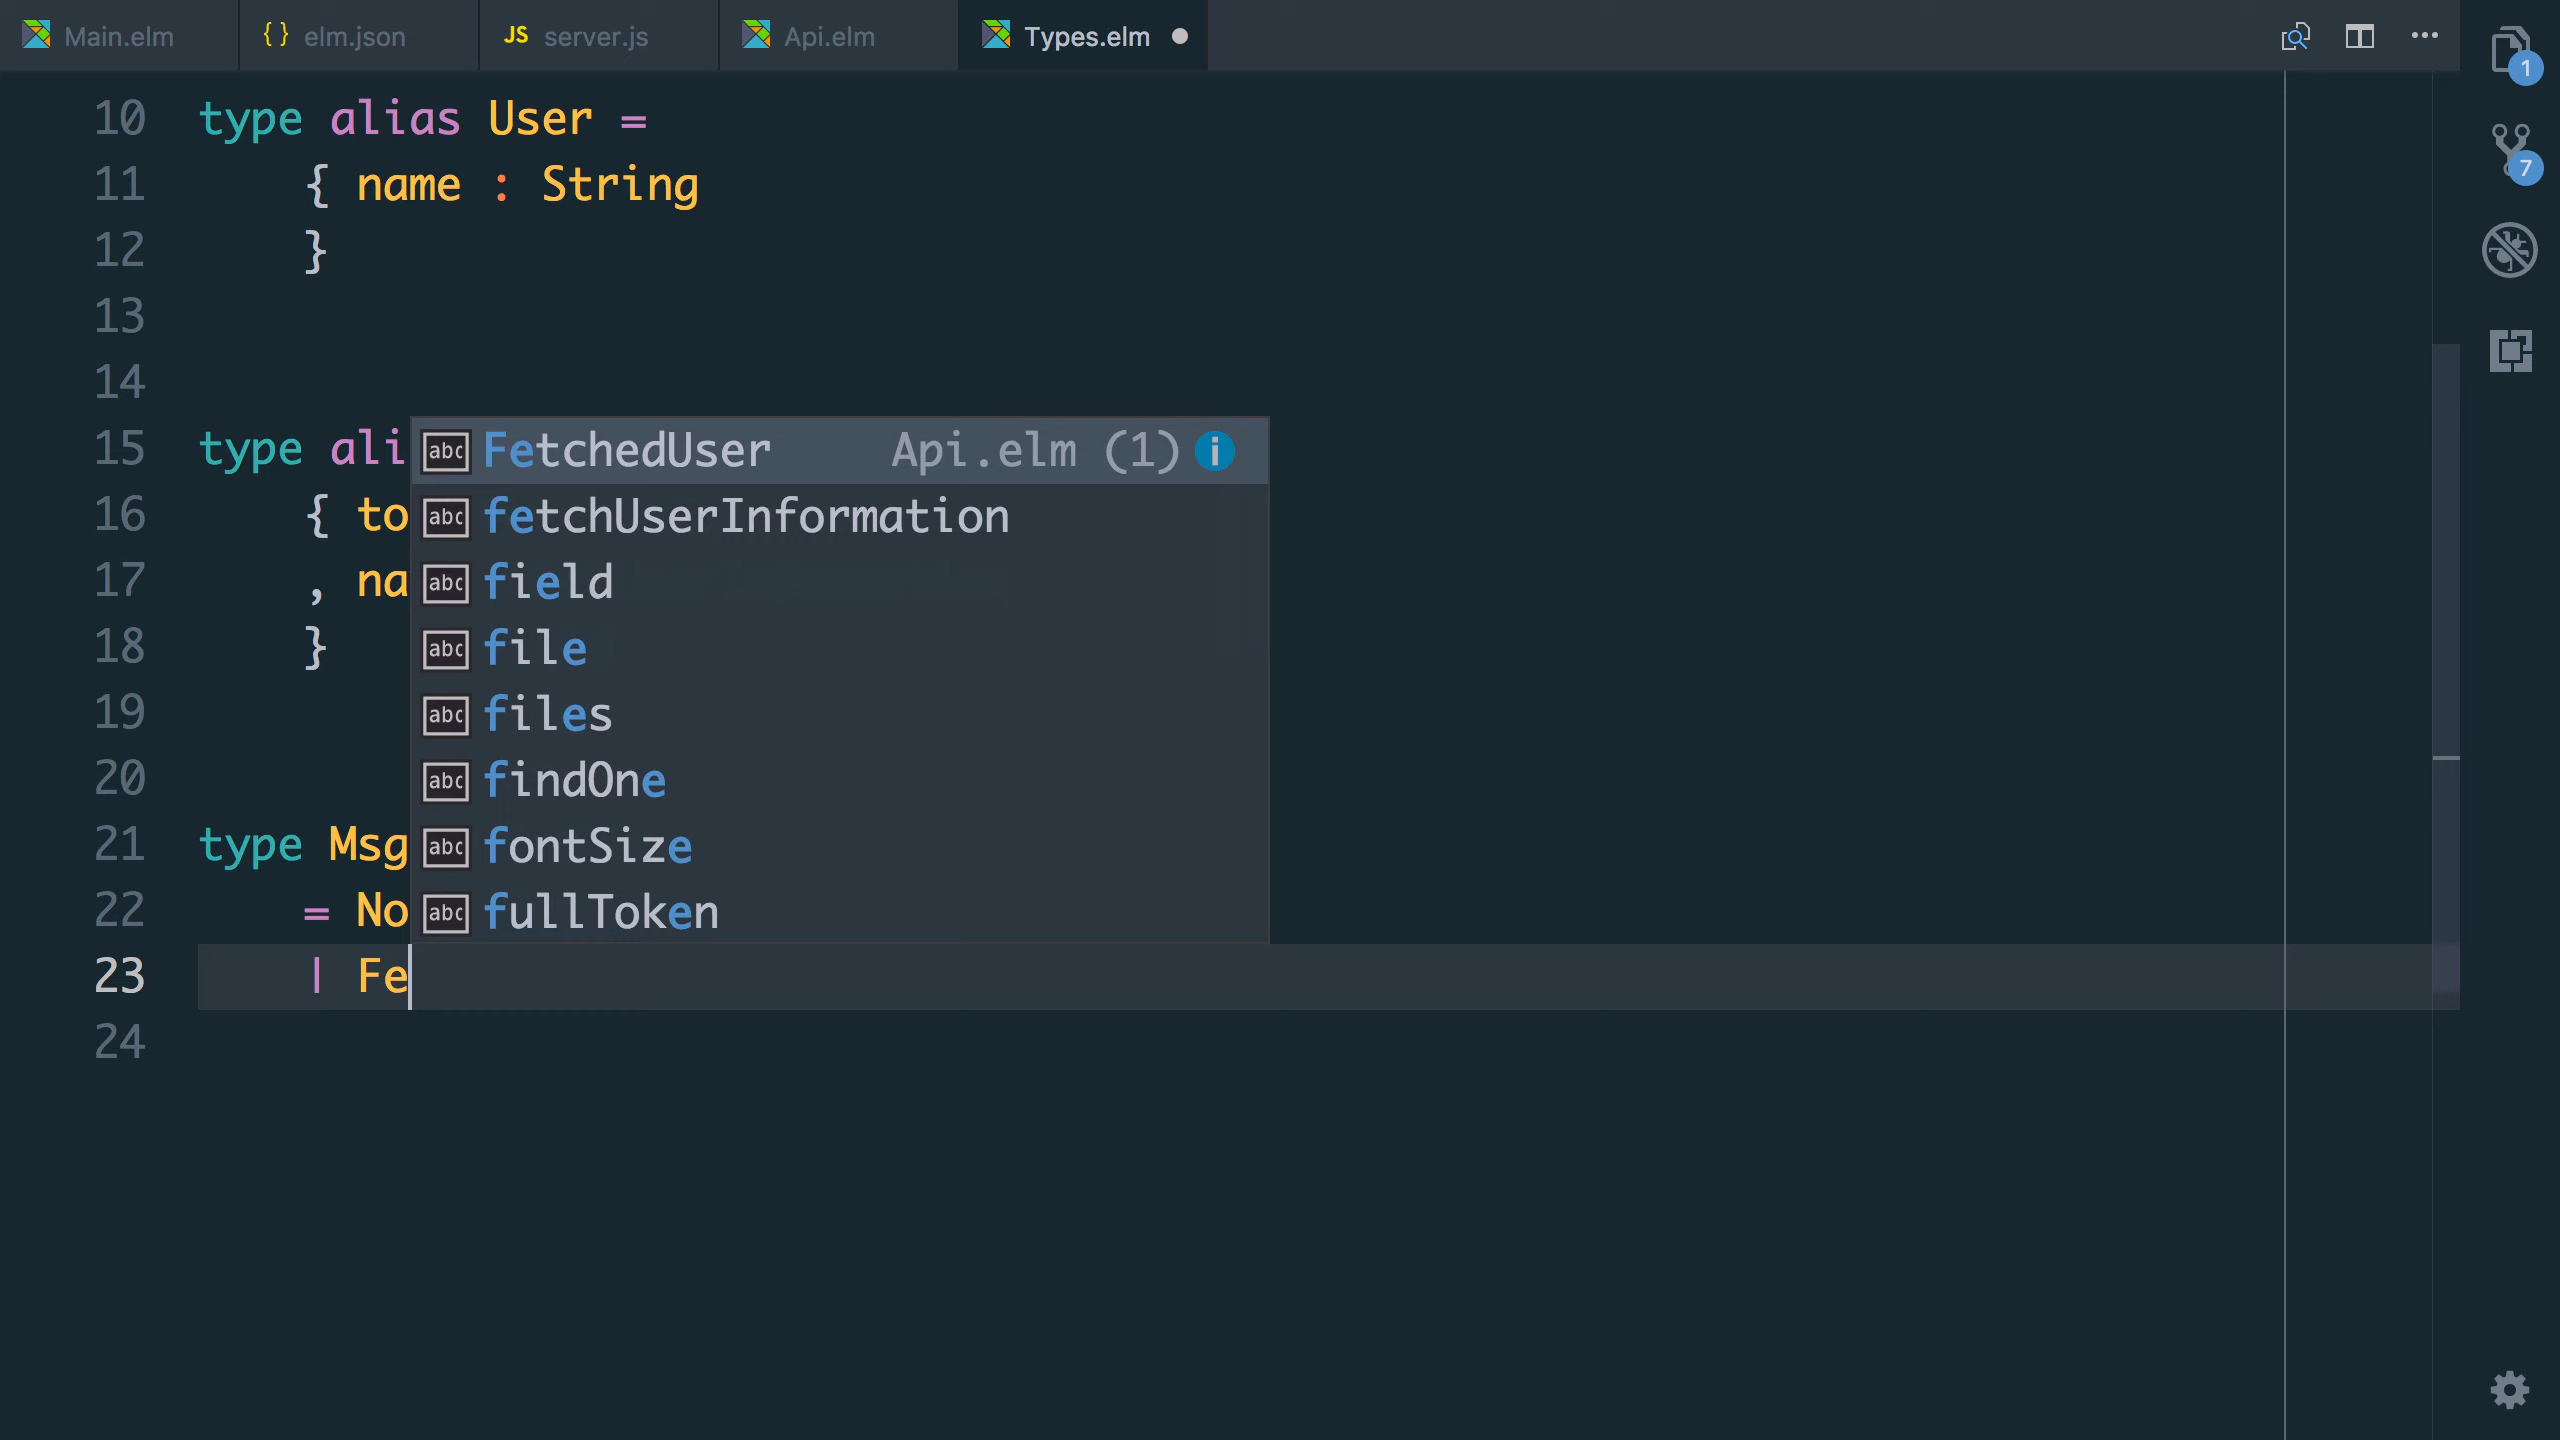 Main.elm
{ } elm.json
JS server.js
Api.elm
Types.elm
1
7
10 type alias User =
11 { name : String
12 }
13
14
15 type ali
16 { to
17 , na
18 }
19
20
21 type Msg
22 = No
23 | Fe
24
abc FetchedUser Api.elm (1) i
abc fetchUserInformation
abc field
abc file
abc files
abc findOne
abc fontSize
abc fullToken